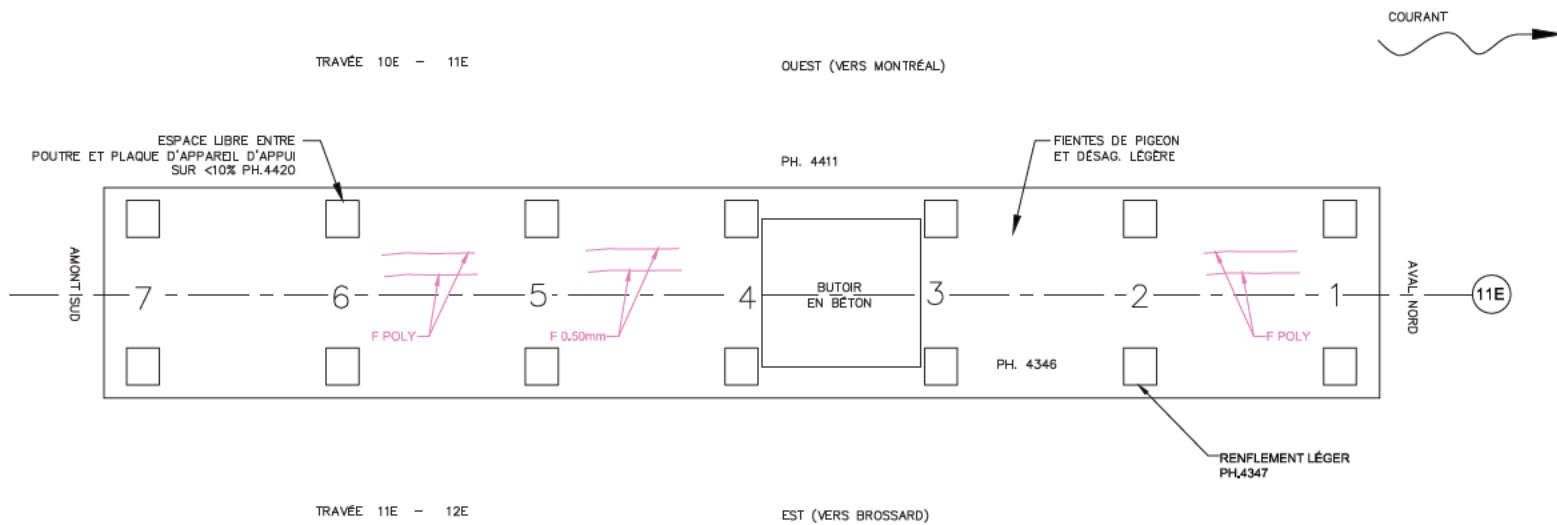 COURANT
TRAVÉE 10E - 11E
OUEST (VERS MONTRÉAL)
ESPACE LIBRE ENTRE
POUTRE ET PLAQUE D'APPAREIL D'APPUI
SUR <10% PH.4420
PH. 4411
FIENTES DE PIGEON
ET DÉSAG. LÉGÈRE
AMONT SUD
7
6
5
4
BUTOIR
EN BÉTON
3
2
1
AVAL NORD
11E
F POLY
F 0.50mm
F POLY
PH. 4346
RENFLEMENT LÉGER
PH.4347
TRAVÉE 11E - 12E
EST (VERS BROSSARD)